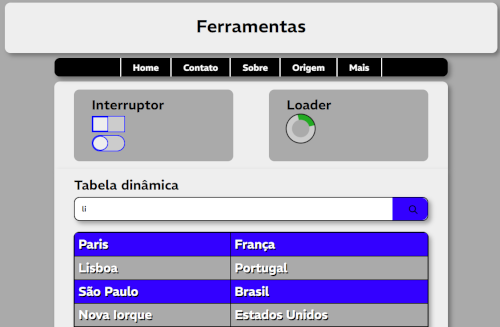 Ferramentas
Home Contato Sobre Origem Mais
Interruptor Loader
Tabela dinâmica
li
Paris França
Lisboa Portugal
São Paulo Brasil
Nova Iorque Estados Unidos